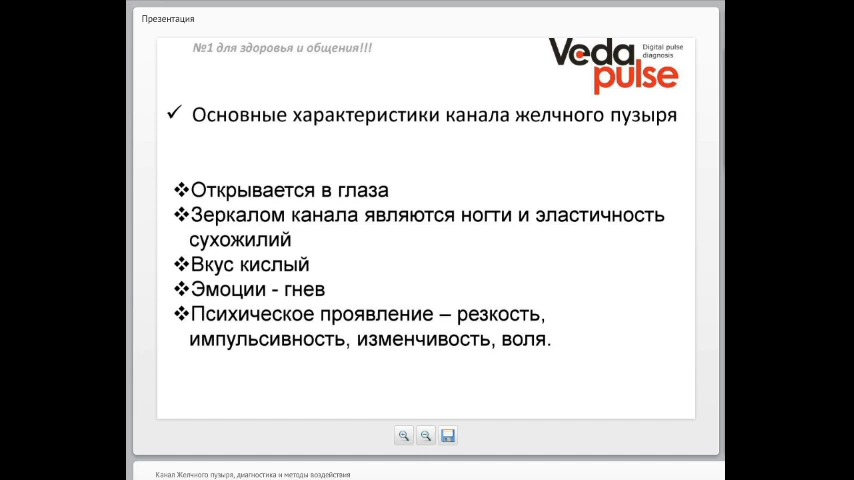 Презентация
№1 для здоровья и общения!!!
Veda
pulse
Digital pulse
diagnosis
✓ Основные характеристики канала желчного пузыря
❖Открывается в глаза
❖Зеркалом канала являются ногти и эластичность
сухожилий
❖Вкус кислый
❖Эмоции - гнев
❖Психическое проявление – резкость,
импульсивность, изменчивость, воля.
Канал Желчного пузыря, диагностика и методы воздействия